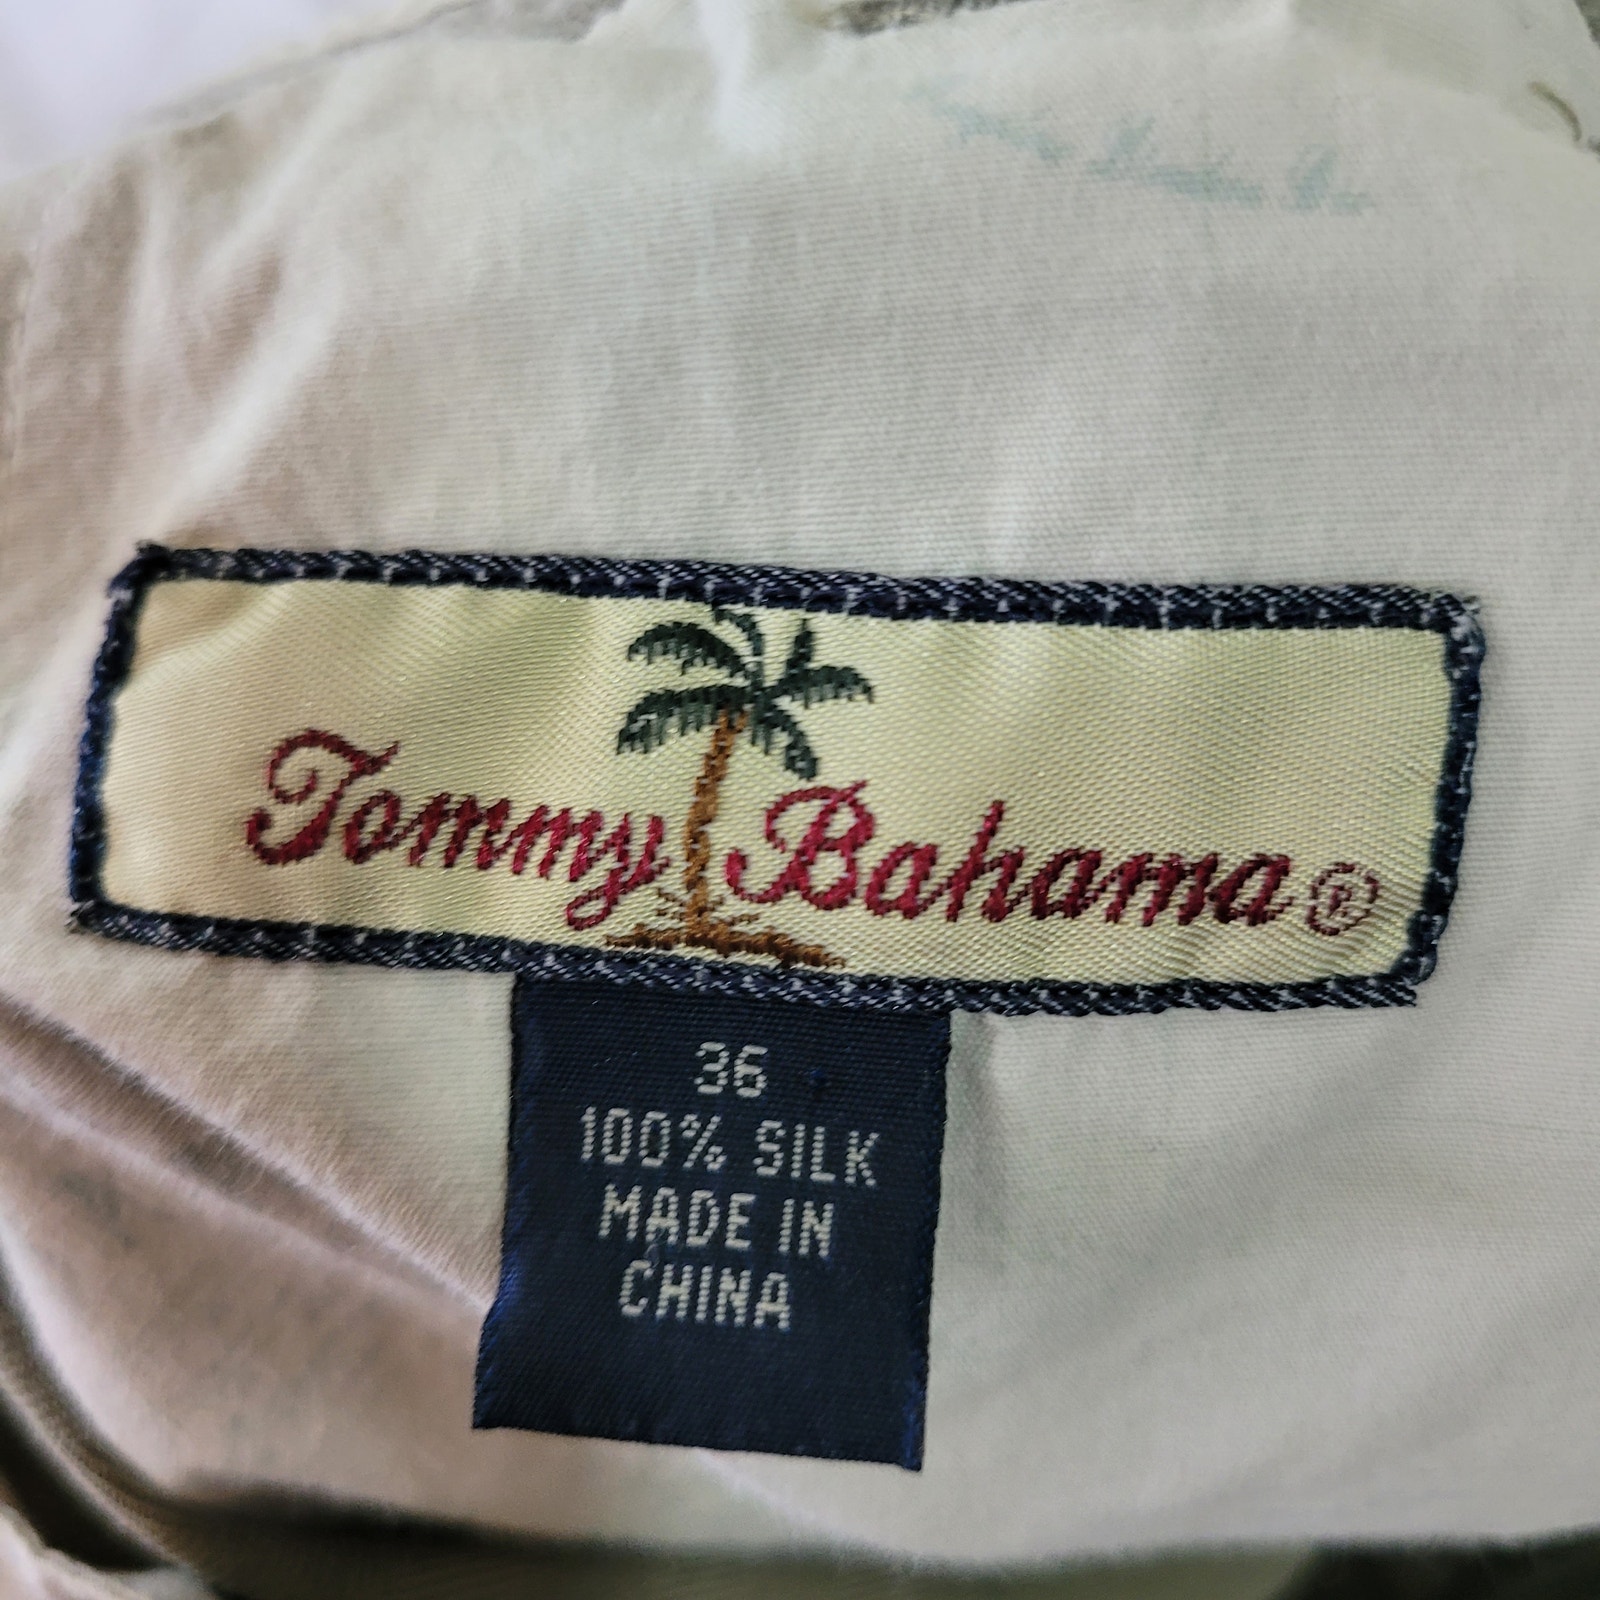 Tommy Bahama®
36
100% SILK
MADE IN
CHINA